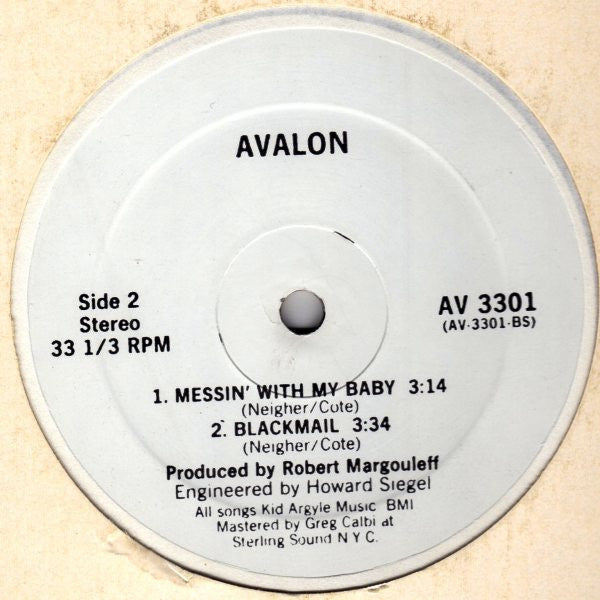 AVALON
Side 2
Stereo
33 1/3 RPM
AV 3301
(AV-3301-BS)
1. MESSIN' WITH MY BABY 3:14
(Neigher/Cote)
2. BLACKMAIL 3:34
(Neigher/Cote)
Produced by Robert Margouleff
Engineered by Howard Siegel
All songs Kid Argyle Music BMI
Mastered by Greg Calbi at
Sterling Sound N Y C.